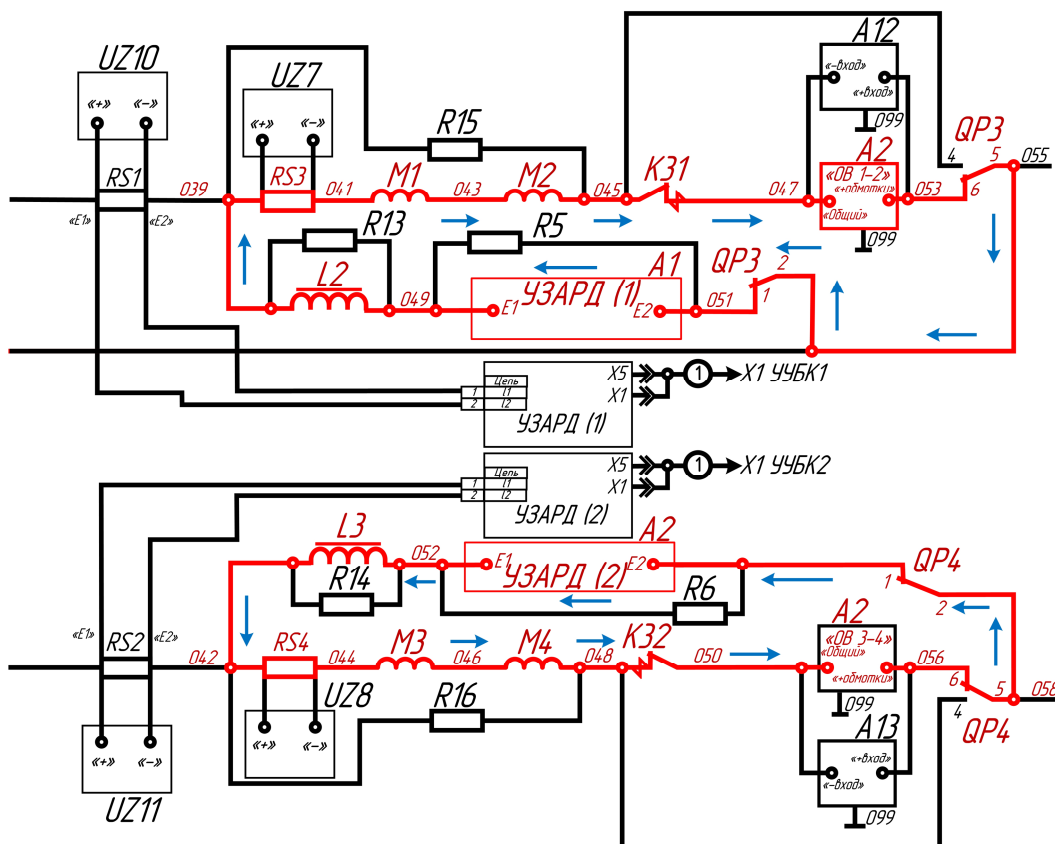 UZ10
«+»
«–»
RS1
«E1»
«E2»
039
UZ7
«+»
«–»
RS3
041
M1
043
M2
R15
045
K31
047
A12
«–вход»
«+вход»
099
A2
«ОВ 1–2»
«+обмотки»
«Общий»
099
053
QP3
4
5
6
055
R13
L2
049
R5
A1
УЗАРД (1)
E1
E2
051
QP3
1
2
Цепь
1
I1
2
I2
УЗАРД (1)
X5
X1
1
X1 УУБК1
Цепь
1
I1
2
I2
УЗАРД (2)
X5
X1
1
X1 УУБК2
L3
R14
052
A2
E1
E2
УЗАРД (2)
R6
QP4
1
2
«E1»
«E2»
RS2
042
RS4
044
M3
046
M4
048
K32
050
A2
«ОВ 3–4»
«Общий»
«+обмотки»
099
056
6
5
4
058
QP4
R16
UZ8
«+»
«–»
UZ11
«+»
«–»
A13
«+вход»
«–вход»
099